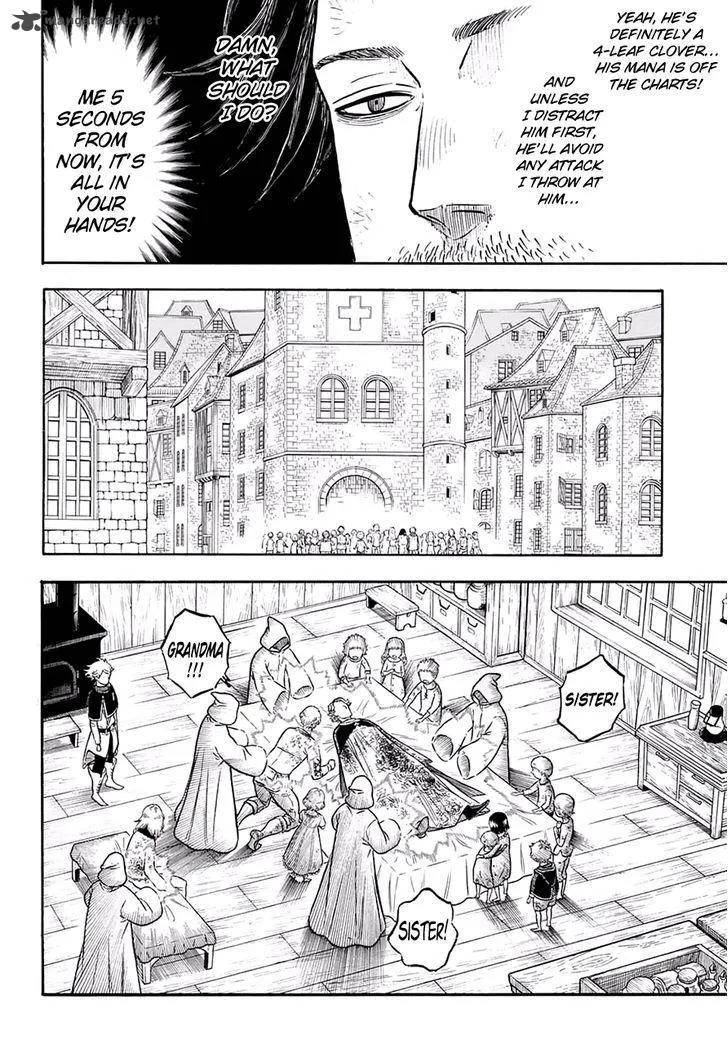 YEAH, HE'S
DEFINITELY A
4-LEAF CLOVER...
HIS MANA IS OFF
THE CHARTS!
AND
UNLESS
I DISTRACT
HIM FIRST,
HE'LL AVOID
ANY ATTACK
I THROW AT
HIM...
DAMN,
WHAT
SHOULD
I DO?
ME 5
SECONDS
FROM
NOW, IT'S
ALL IN
YOUR
HANDS!
GRANDMA
!!!
SISTER!
SISTER!